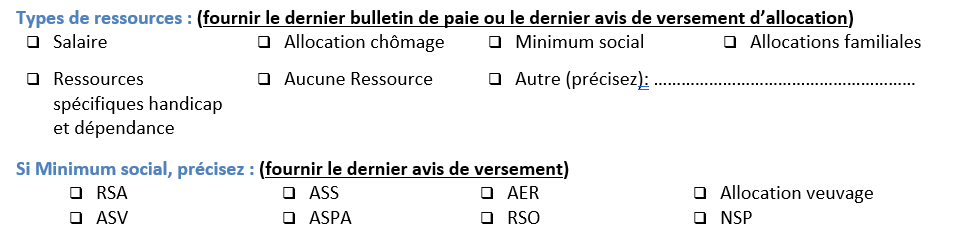 Types de ressources : (fournir le dernier bulletin de paie ou le dernier avis de versement d’allocation)
❑ Salaire ❑ Allocation chômage ❑ Minimum social ❑ Allocations familiales
❑ Ressources spécifiques handicap et dépendance ❑ Aucune Ressource ❑ Autre (précisez): ..........................................................
Si Minimum social, précisez : (fournir le dernier avis de versement)
❑ RSA ❑ ASS ❑ AER ❑ Allocation veuvage
❑ ASV ❑ ASPA ❑ RSO ❑ NSP